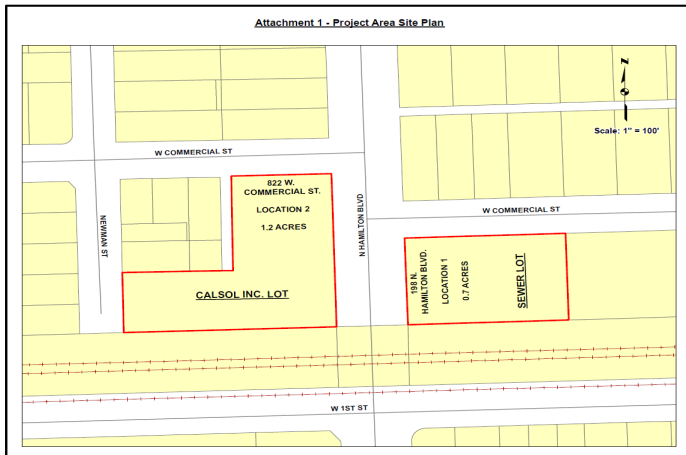 Attachment 1 - Project Area Site Plan
N
Scale: 1" = 100'
W COMMERCIAL ST
822 W.
COMMERCIAL ST.
LOCATION 2
1.2 ACRES
NEWMAN ST
N HAMILTON BLVD
W COMMERCIAL ST
198 N.
HAMILTON BLVD.
LOCATION 1
0.7 ACRES
SEWER LOT
CALSOL INC. LOT
W 1ST ST